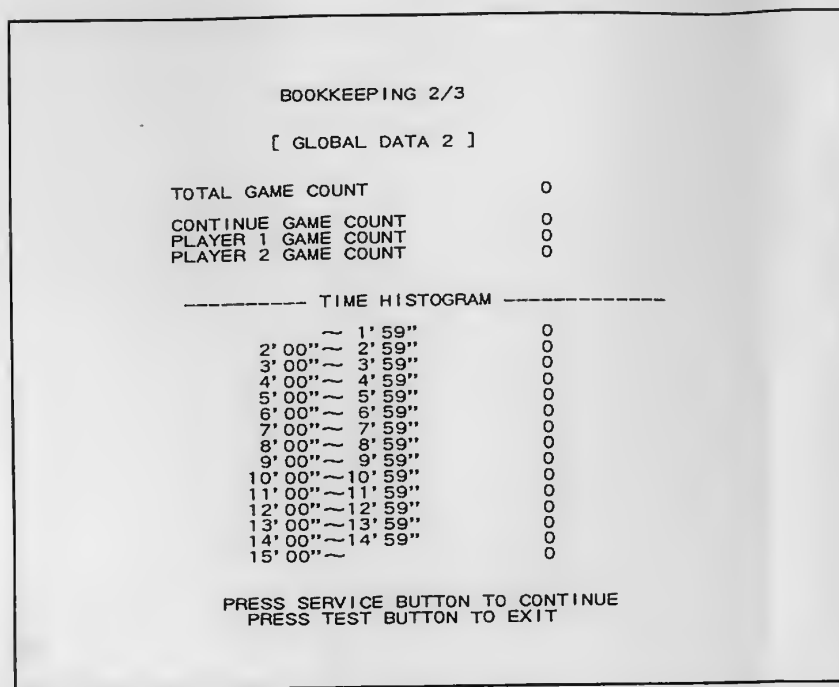 BOOKKEEPING 2/3
[ GLOBAL DATA 2 ]
TOTAL GAME COUNT 0
CONTINUE GAME COUNT 0
PLAYER 1 GAME COUNT 0
PLAYER 2 GAME COUNT 0
---------- TIME HISTOGRAM --------------
~ 1'59" 0
2'00"~ 2'59" 0
3'00"~ 3'59" 0
4'00"~ 4'59" 0
5'00"~ 5'59" 0
6'00"~ 6'59" 0
7'00"~ 7'59" 0
8'00"~ 8'59" 0
9'00"~ 9'59" 0
10'00"~10'59" 0
11'00"~11'59" 0
12'00"~12'59" 0
13'00"~13'59" 0
14'00"~14'59" 0
15'00"~ 0
PRESS SERVICE BUTTON TO CONTINUE
PRESS TEST BUTTON TO EXIT